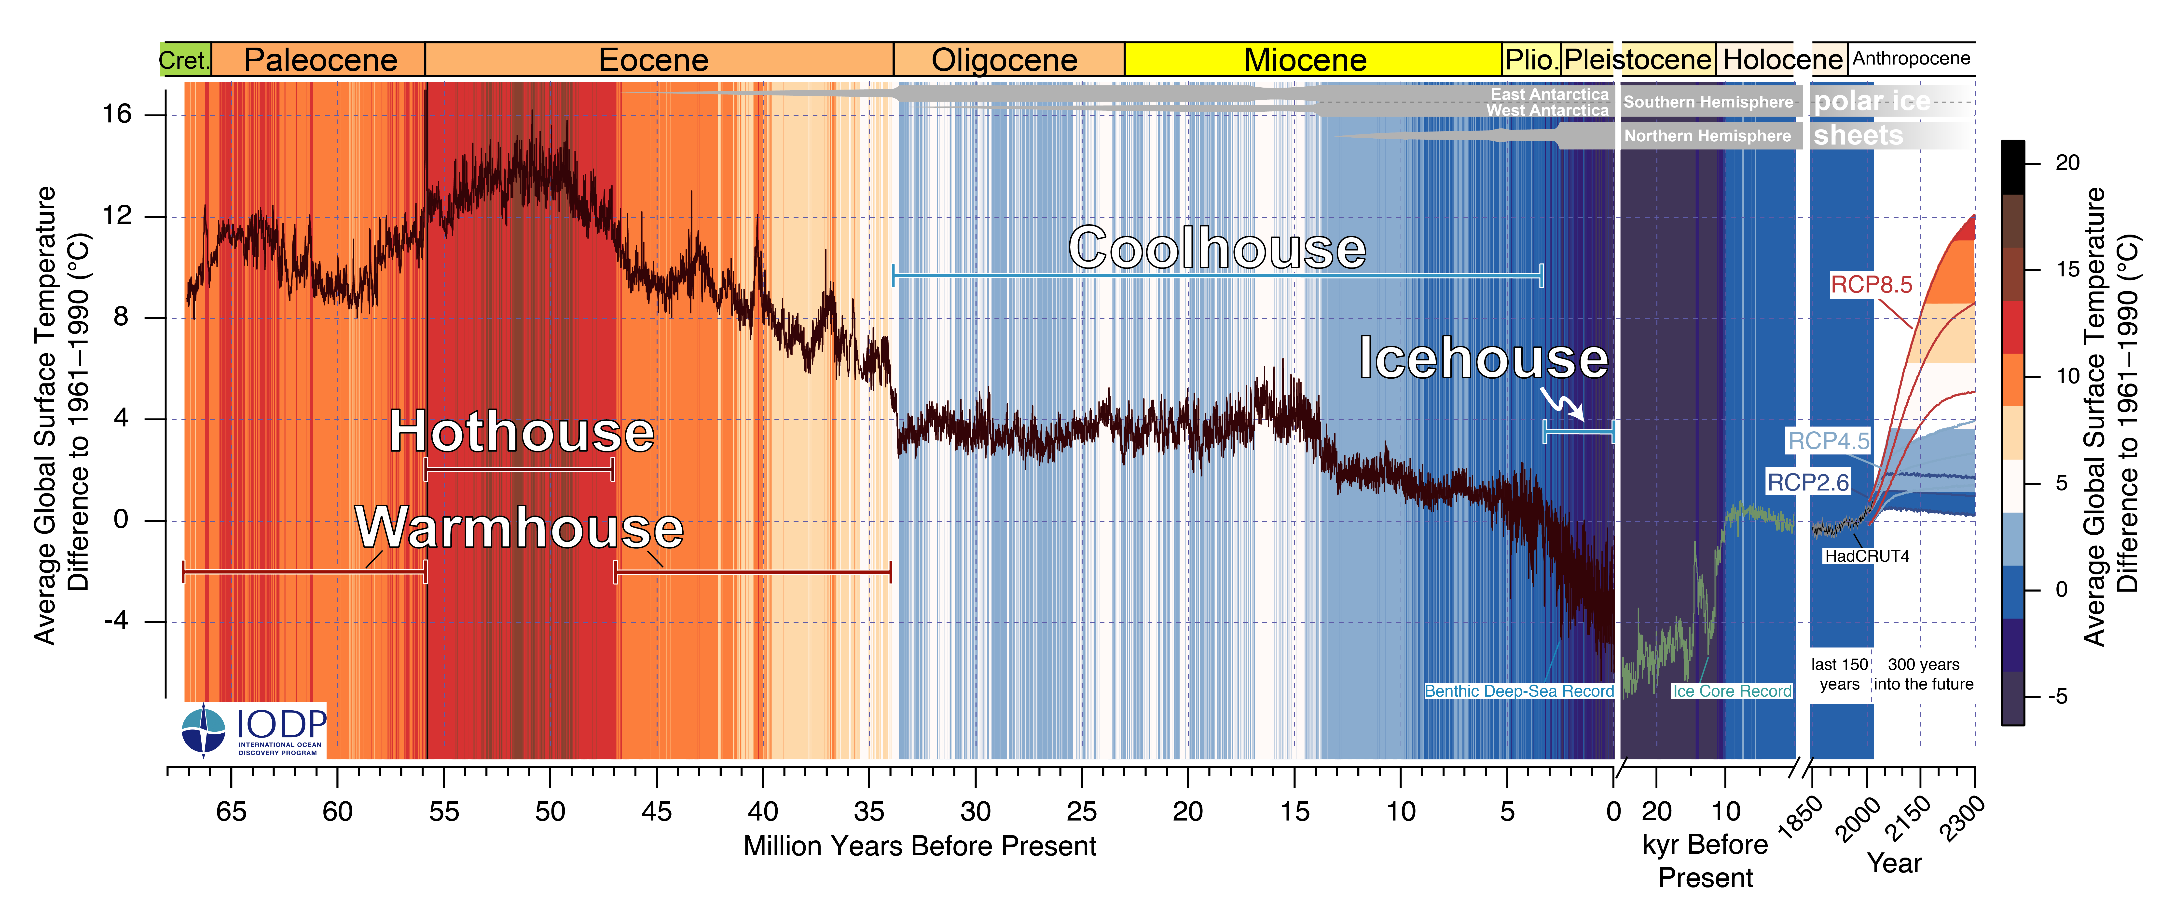 Cret. Paleocene Eocene Oligocene Miocene Plio. Pleistocene Holocene Anthropocene
East Antarctica
West Antarctica
Southern Hemisphere
Northern Hemisphere
polar ice
sheets
Average Global Surface Temperature
Difference to 1961–1990 (°C)
16
12
8
4
0
-4
Coolhouse
Icehouse
Hothouse
Warmhouse
RCP8.5
RCP4.5
RCP2.6
HadCRUT4
Benthic Deep-Sea Record
Ice Core Record
last 150
years
300 years
into the future
IODP
INTERNATIONAL OCEAN
DISCOVERY PROGRAM
65 60 55 50 45 40 35 30 25 20 15 10 5 0
Million Years Before Present
20 10
kyr Before
Present
1850 2000 2150 2300
Year
20
15
10
5
0
-5
Average Global Surface Temperature
Difference to 1961–1990 (°C)